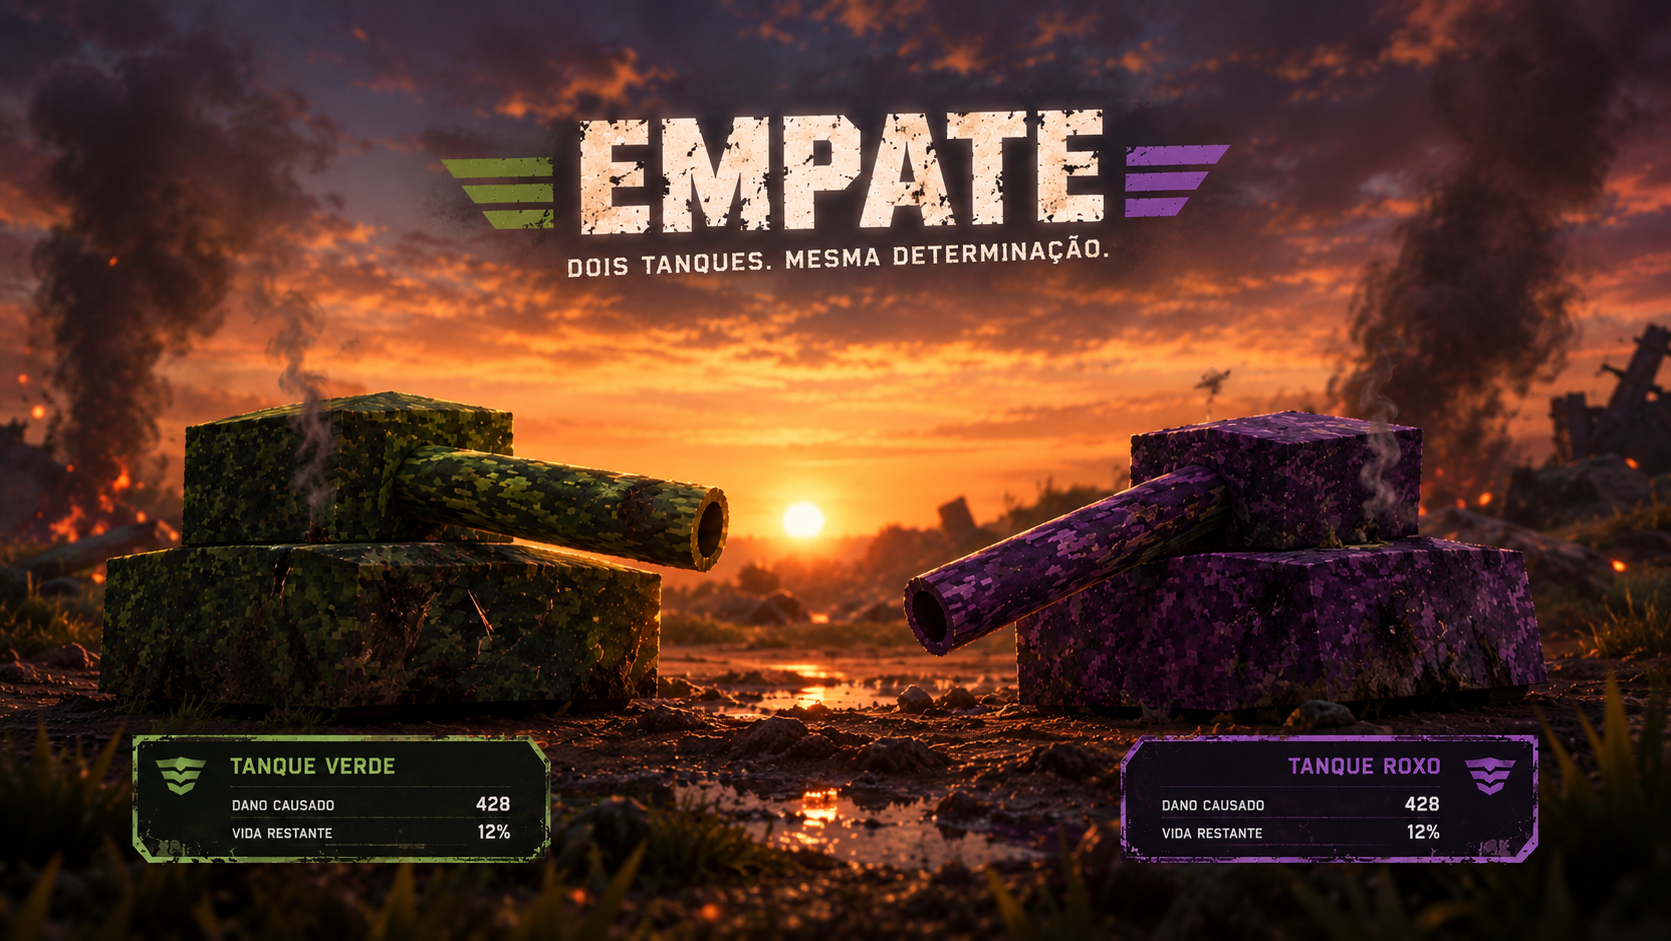 EMPATE
DOIS TANQUES. MESMA DETERMINAÇÃO.
TANQUE VERDE
DANO CAUSADO 428
VIDA RESTANTE 12%
TANQUE ROXO
DANO CAUSADO 428
VIDA RESTANTE 12%